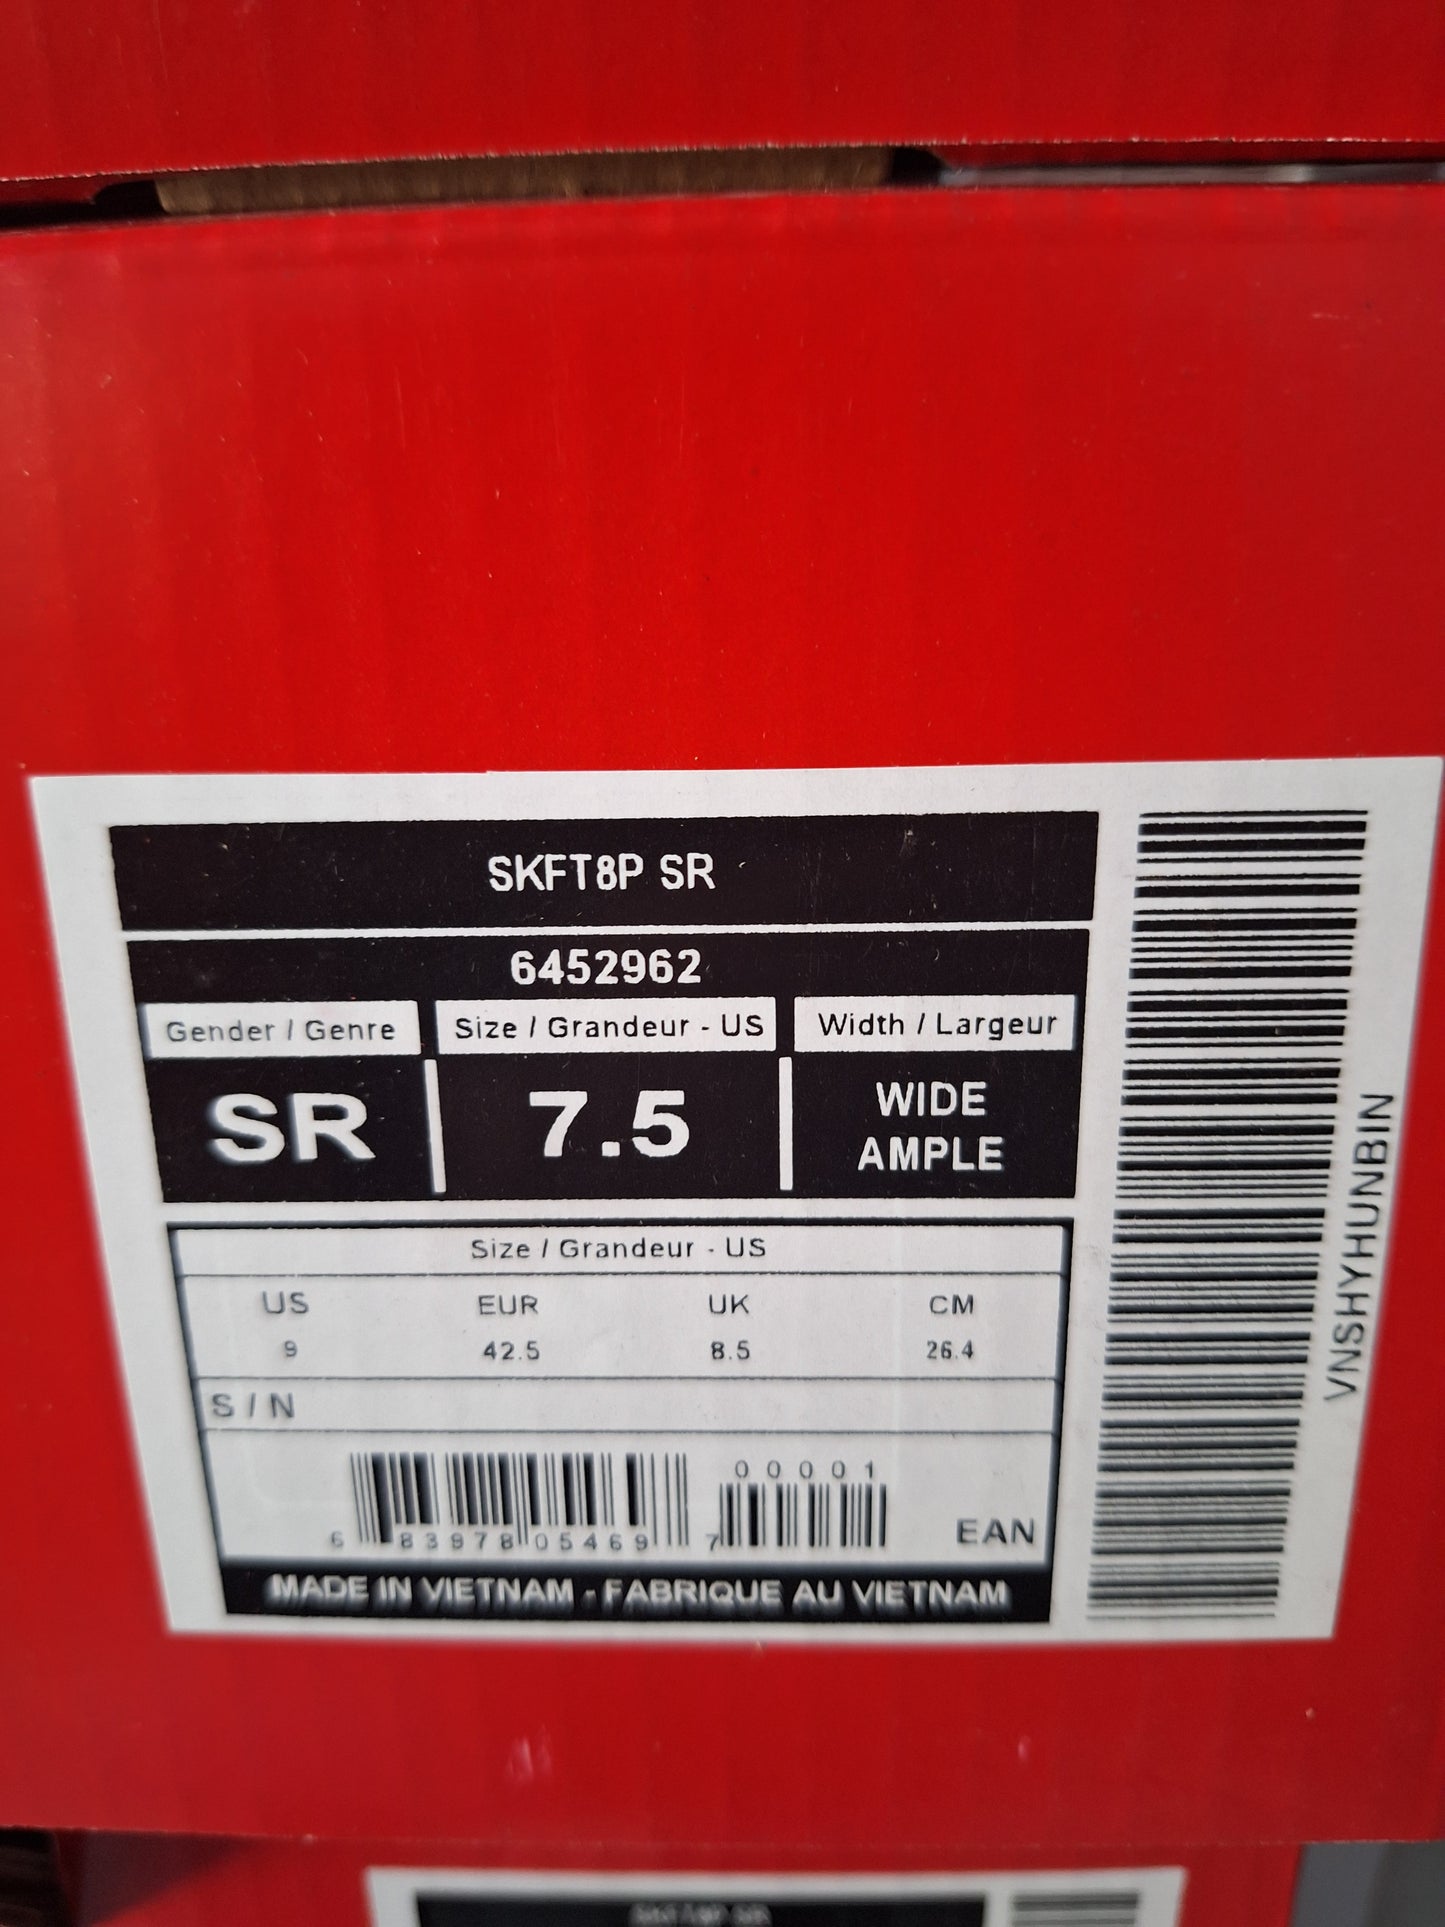 SKFT8P SR
6452962
Gender / Genre
Size / Grandeur - US
Width / Largeur
SR
7.5
WIDE
AMPLE
Size / Grandeur - US
US EUR UK CM
9 42.5 8.5 26.4
S / N
00001
6 83978 05469 7
EAN
MADE IN VIETNAM - FABRIQUE AU VIETNAM
VNSHYHUNBIN
SKFT8P SR